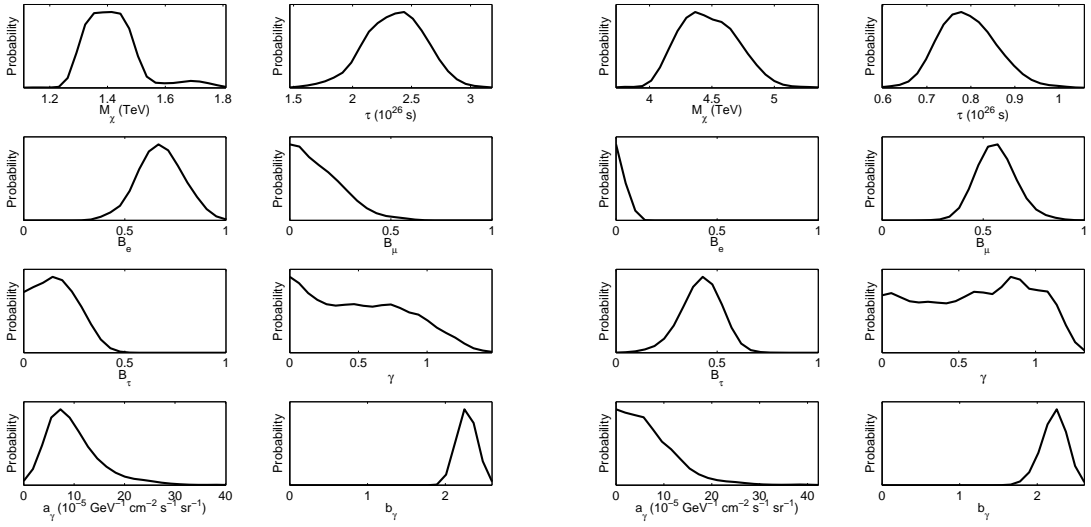 Probability
1.2 1.4 1.6 1.8
M_χ (TeV)
1.5 2 2.5 3
τ (10^26 s)
Probability
4 4.5 5
M_χ (TeV)
Probability
0.6 0.7 0.8 0.9 1
τ (10^26 s)
Probability
Probability
0 0.5 1
B_e
Probability
0 0.5 1
B_μ
Probability
0 0.5 1
B_e
Probability
0 0.5 1
B_μ
Probability
0 0.5 1
B_τ
Probability
0 0.5 1
γ
Probability
0 0.5 1
B_τ
Probability
0 0.5 1
γ
Probability
0 10 20 30 40
a_γ (10^−5 GeV^−1 cm^−2 s^−1 sr^−1)
Probability
0 1 2
b_γ
Probability
0 10 20 30 40
a_γ (10^−5 GeV^−1 cm^−2 s^−1 sr^−1)
Probability
0 1 2
b_γ